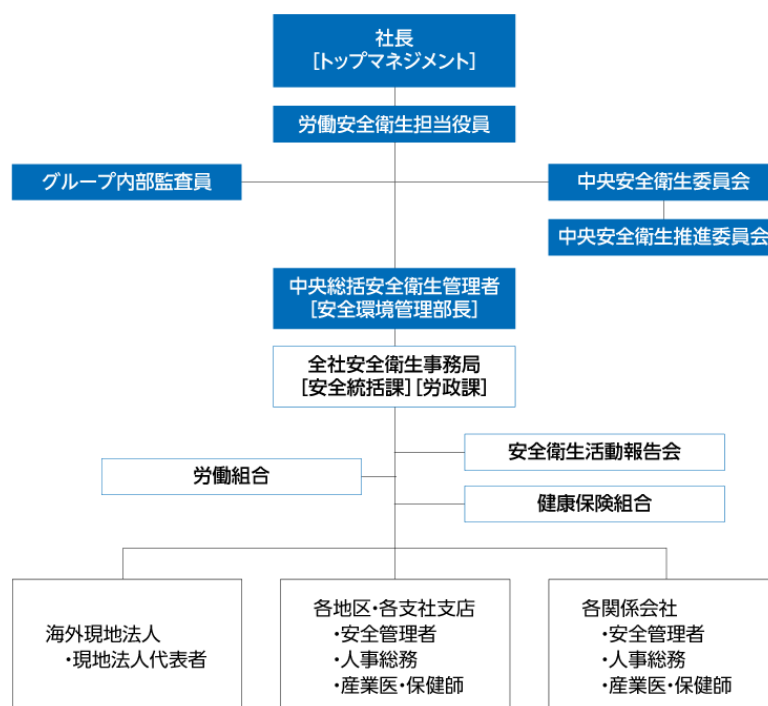 社長
[トップマネジメント]
労働安全衛生担当役員
グループ内部監査員
中央安全衛生委員会
中央安全衛生推進委員会
中央総括安全衛生管理者
[安全環境管理部長]
全社安全衛生事務局
[安全統括課][労政課]
安全衛生活動報告会
労働組合
健康保険組合
海外現地法人
・現地法人代表者
各地区・各支社支店
・安全管理者
・人事総務
・産業医・保健師
各関係会社
・安全管理者
・人事総務
・産業医・保健師